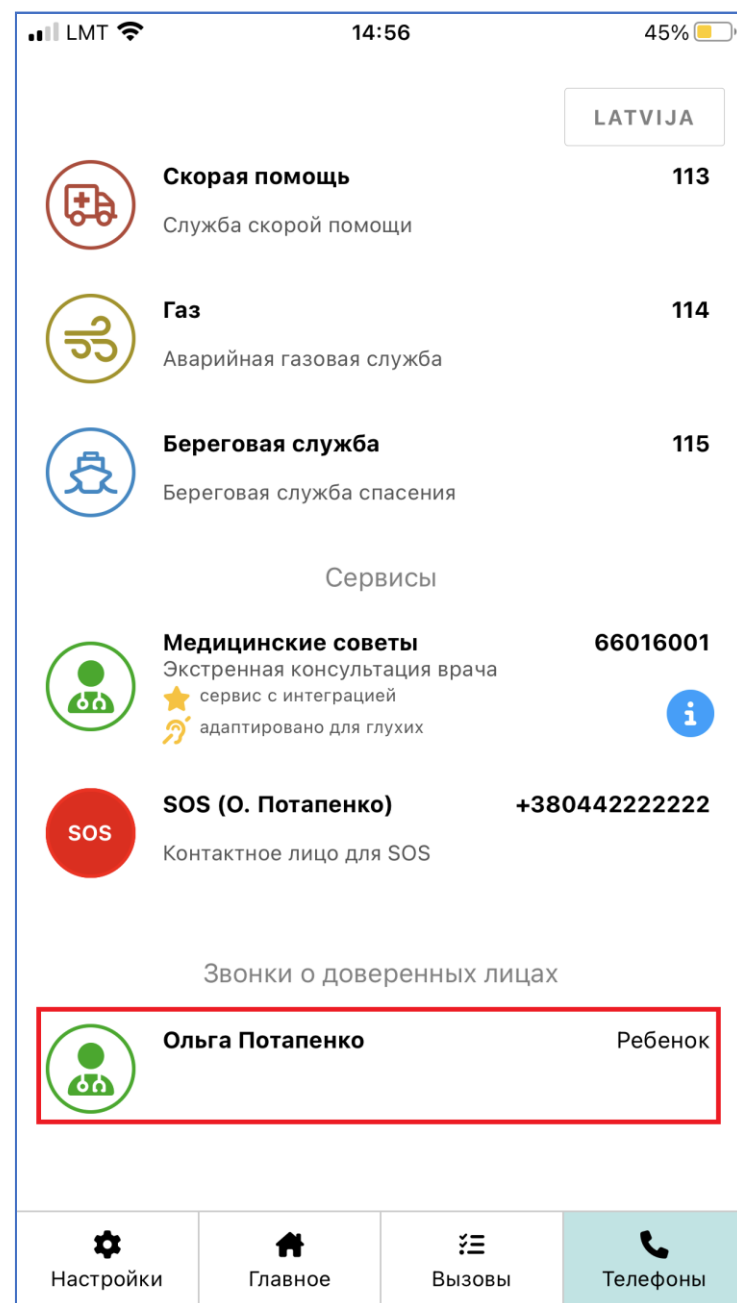 LMT 14:56 45%
LATVIJA
Скорая помощь 113
Служба скорой помощи
Газ 114
Аварийная газовая служба
Береговая служба 115
Береговая служба спасения
Сервисы
Медицинские советы 66016001
Экстренная консультация врача
сервис с интеграцией
i
адаптировано для глухих
SOS (О. Потапенко) +380442222222
SOS
Контактное лицо для SOS
Звонки о доверенных лицах
Ольга Потапенко Ребенок
Настройки Главное Вызовы Телефоны